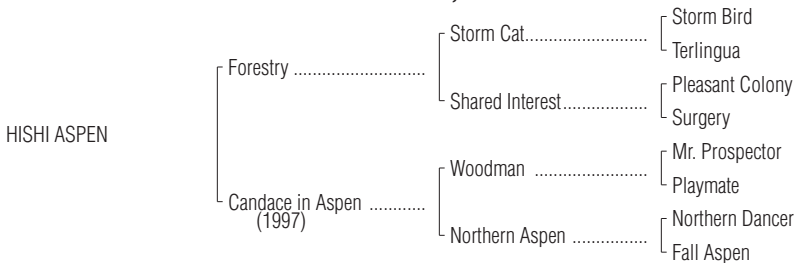 Storm Bird
Storm Cat..........................
Terlingua
Forestry ............................
Pleasant Colony
Shared Interest..................
Surgery
HISHI ASPEN
Mr. Prospector
Woodman ........................
Playmate
Candace in Aspen ............
(1997)
Northern Dancer
Northern Aspen ................
Fall Aspen